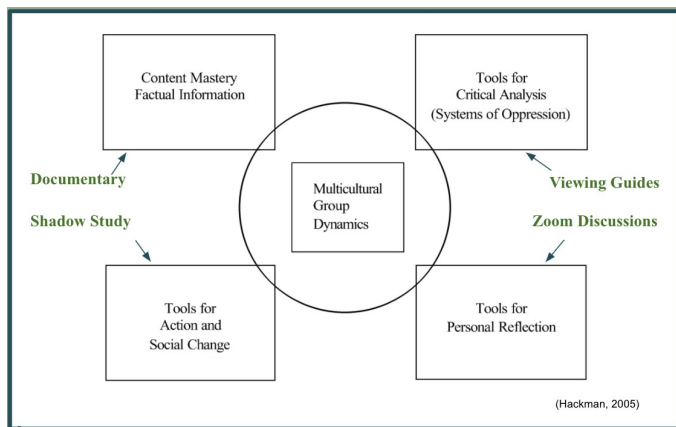 Content Mastery
Factual Information
Tools for
Critical Analysis
(Systems of Oppression)
Documentary
Viewing Guides
Multicultural
Group
Dynamics
Shadow Study
Zoom Discussions
Tools for
Action and
Social Change
Tools for
Personal Reflection
(Hackman, 2005)